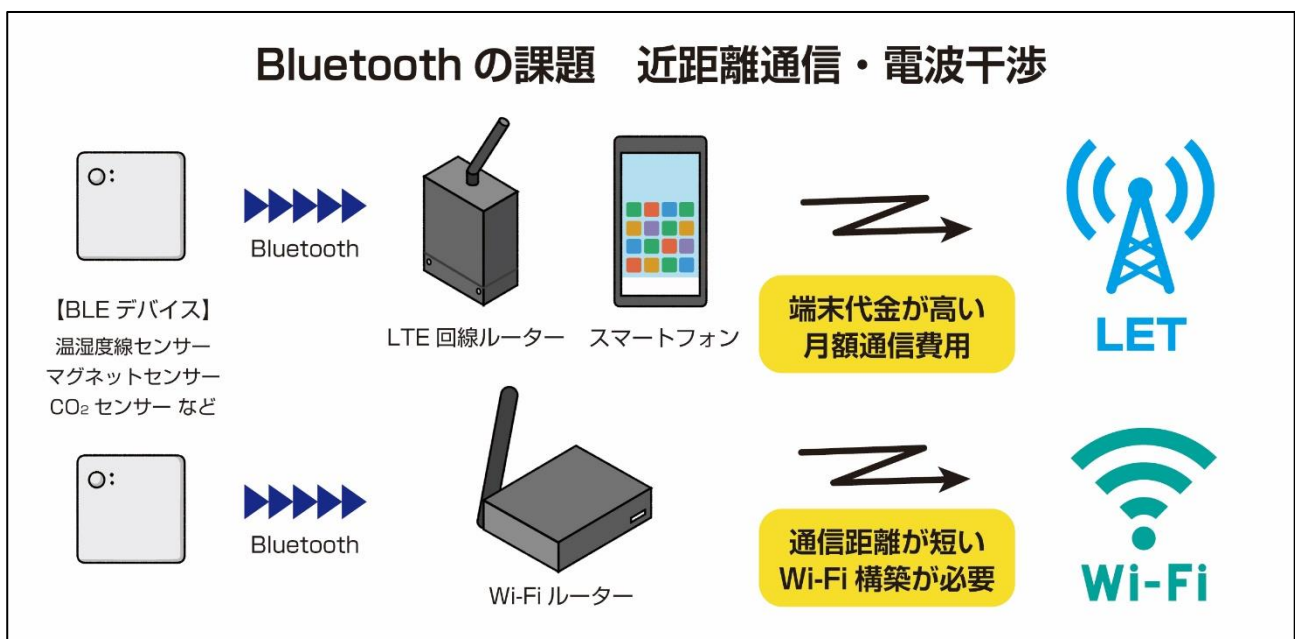 Bluetooth の課題　近距離通信・電波干渉
Bluetooth
【BLE デバイス】
温湿度線センサー
マグネットセンサー
CO₂ センサー など
LTE 回線ルーター
スマートフォン
端末代金が高い
月額通信費用
LET
Bluetooth
Wi-Fi ルーター
通信距離が短い
Wi-Fi 構築が必要
Wi-Fi